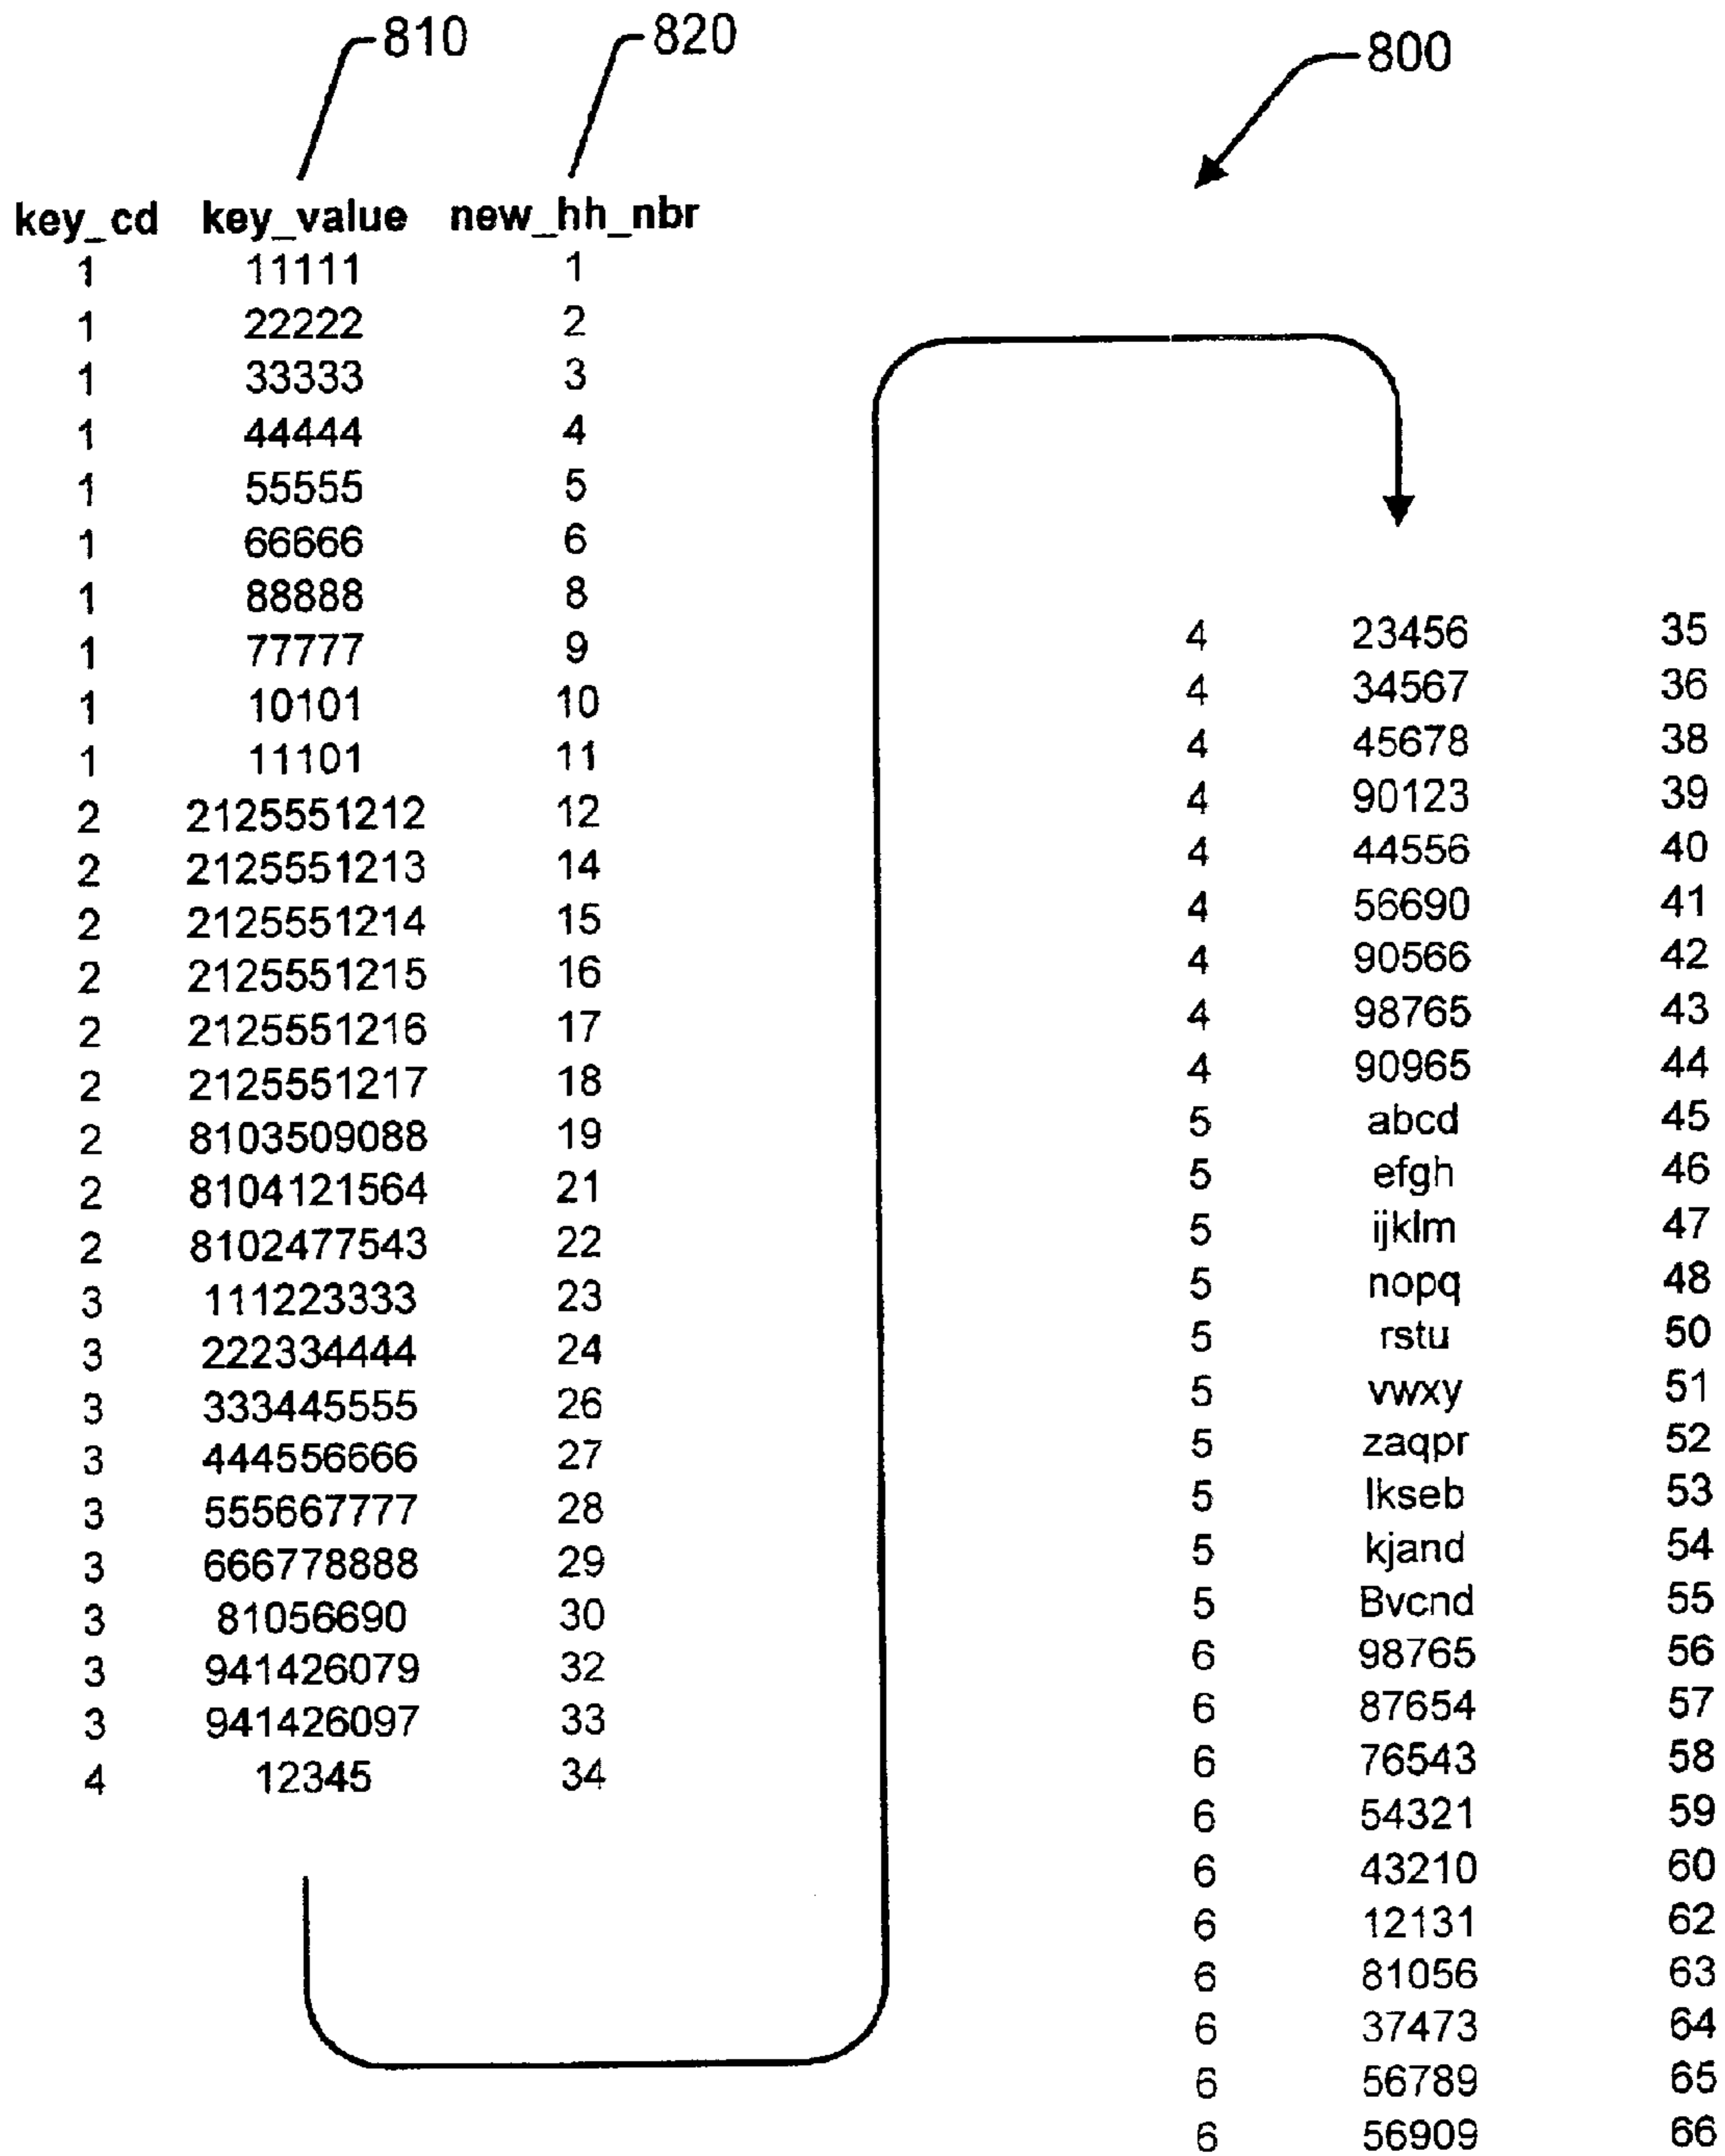 810 820 800
key_cd key_value new_hh_nbr
1 11111 1
1 22222 2
1 33333 3
1 44444 4
1 55555 5
1 66666 6
1 88888 8
1 77777 9
1 10101 10
1 11101 11
2 2125551212 12
2 2125551213 14
2 2125551214 15
2 2125551215 16
2 2125551216 17
2 2125551217 18
2 8103509088 19
2 8104121564 21
2 8102477543 22
3 111223333 23
3 222334444 24
3 333445555 26
3 444556666 27
3 555667777 28
3 666778888 29
3 81056690 30
3 941426079 32
3 941426097 33
4 12345 34
4 23456 35
4 34567 36
4 45678 38
4 90123 39
4 44556 40
4 56690 41
4 90566 42
4 98765 43
4 90965 44
5 abcd 45
5 efgh 46
5 ijklm 47
5 nopq 48
5 rstu 50
5 vwxy 51
5 zaqpr 52
5 lkseb 53
5 kjand 54
5 Bvcnd 55
6 98765 56
6 87654 57
6 76543 58
6 54321 59
6 43210 60
6 12131 62
6 81056 63
6 37473 64
6 56789 65
6 56909 66